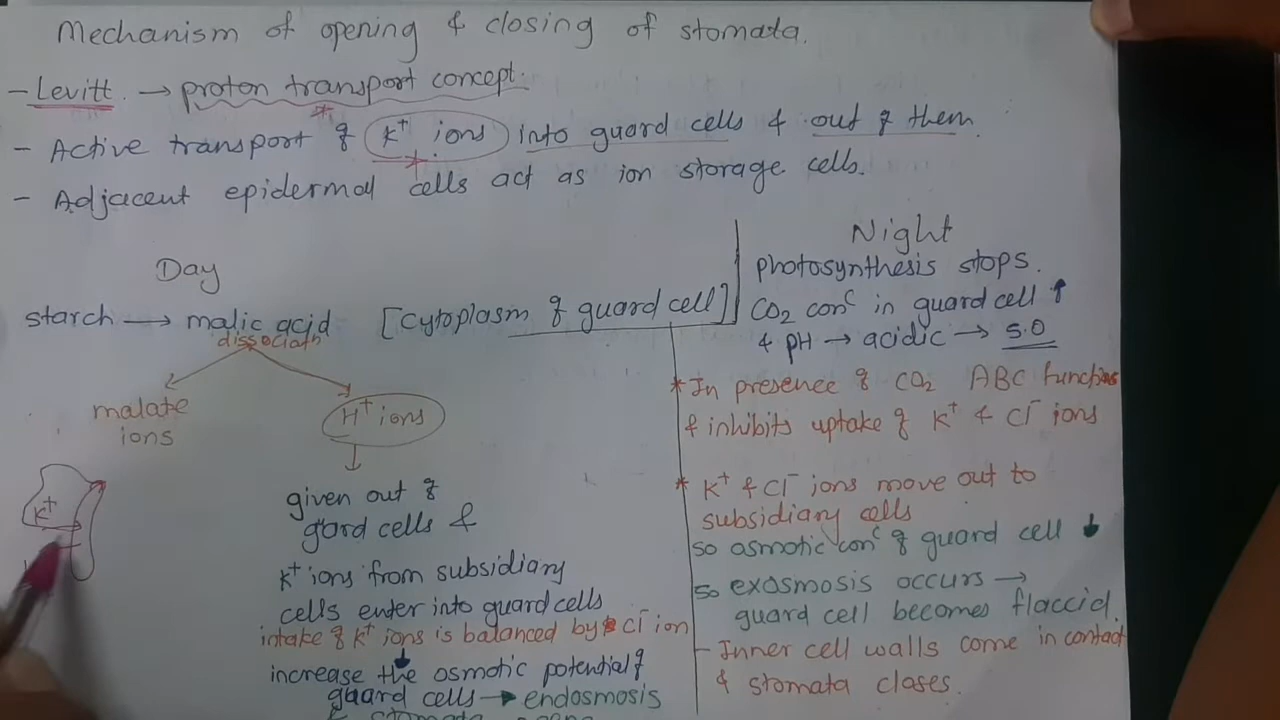 Mechanism of opening & closing of stomata.
- Levitt → proton transport concept.
- Active transport of K+ ions into guard cells & out of them.
- Adjacent epidermal cells act as ion storage cells.
Day
starch → malic acid [Cytoplasm of guard cell]
dissociatn
malate
ions
H+ ions
K+
given out of
gard cells &
K+ ions from subsidiary
cells enter into guard cells
intake of K+ ions is balanced by Cl- ion
increase the osmotic potential of
guard cells → endosmosis
& stomata opens
Night
photosynthesis stops.
CO2 conc in guard cell ↑
& pH → acidic → 5.0
* In presence of CO2 ABC functions
& inhibits uptake of K+ & Cl- ions
* K+ & Cl- ions move out to
subsidiary cells
so osmotic conc of guard cell ↓
so exosmosis occurs →
guard cell becomes flaccid.
- Inner cell walls come in contact
& stomata closes.